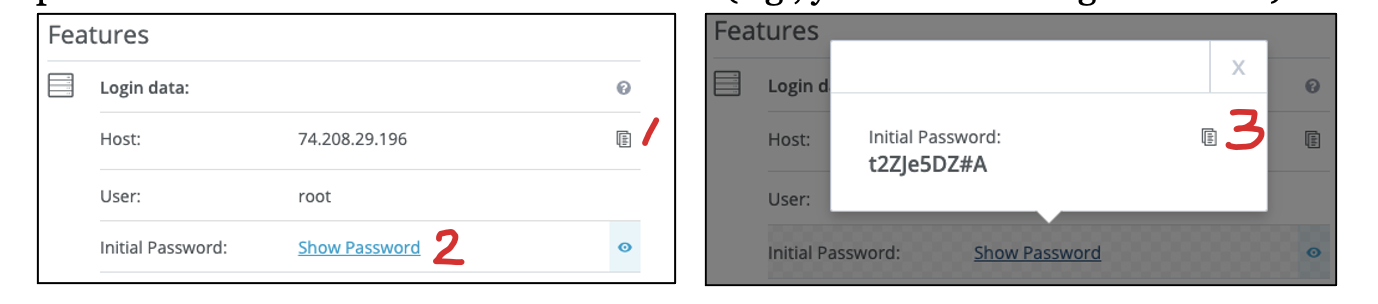 Features
Login data:
Host: 74.208.29.196
1
User: root
Initial Password: Show Password
2
Features
X
Login d
Host:
Initial Password:
3
t2ZJe5DZ#A
User:
Initial Password: Show Password